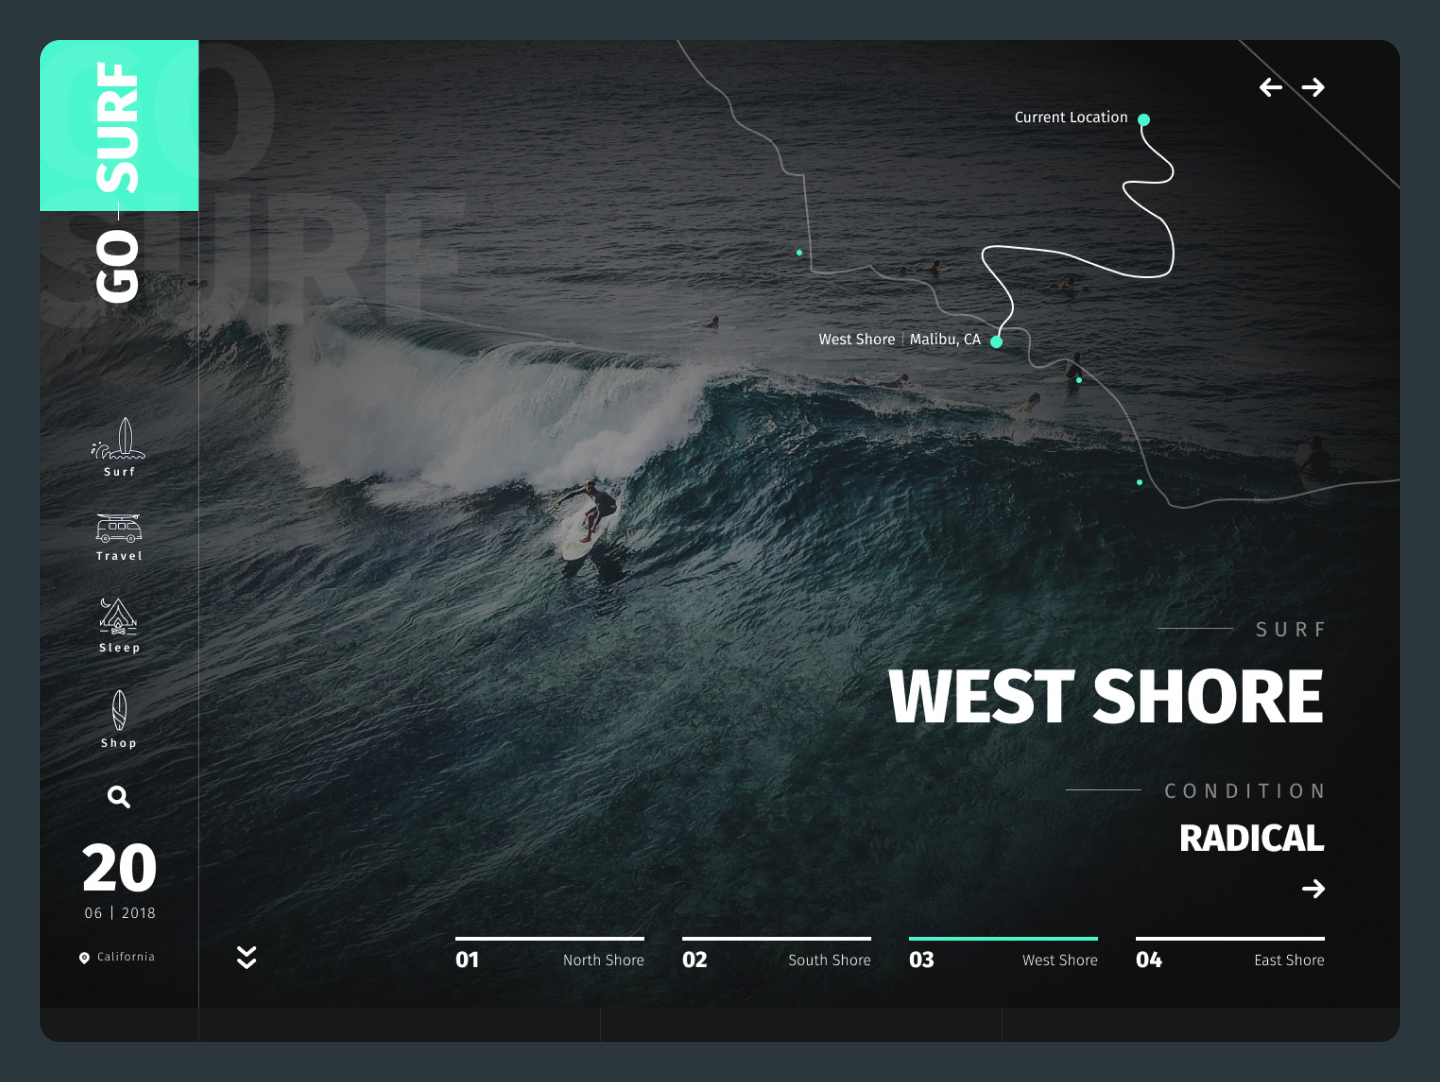 GO — SURF
GO
SURF
Current Location
West Shore | Malibu, CA
Surf
Travel
Sleep
Shop
20
06 | 2018
California
SURF
WEST SHORE
CONDITION
RADICAL
01 North Shore
02 South Shore
03 West Shore
04 East Shore